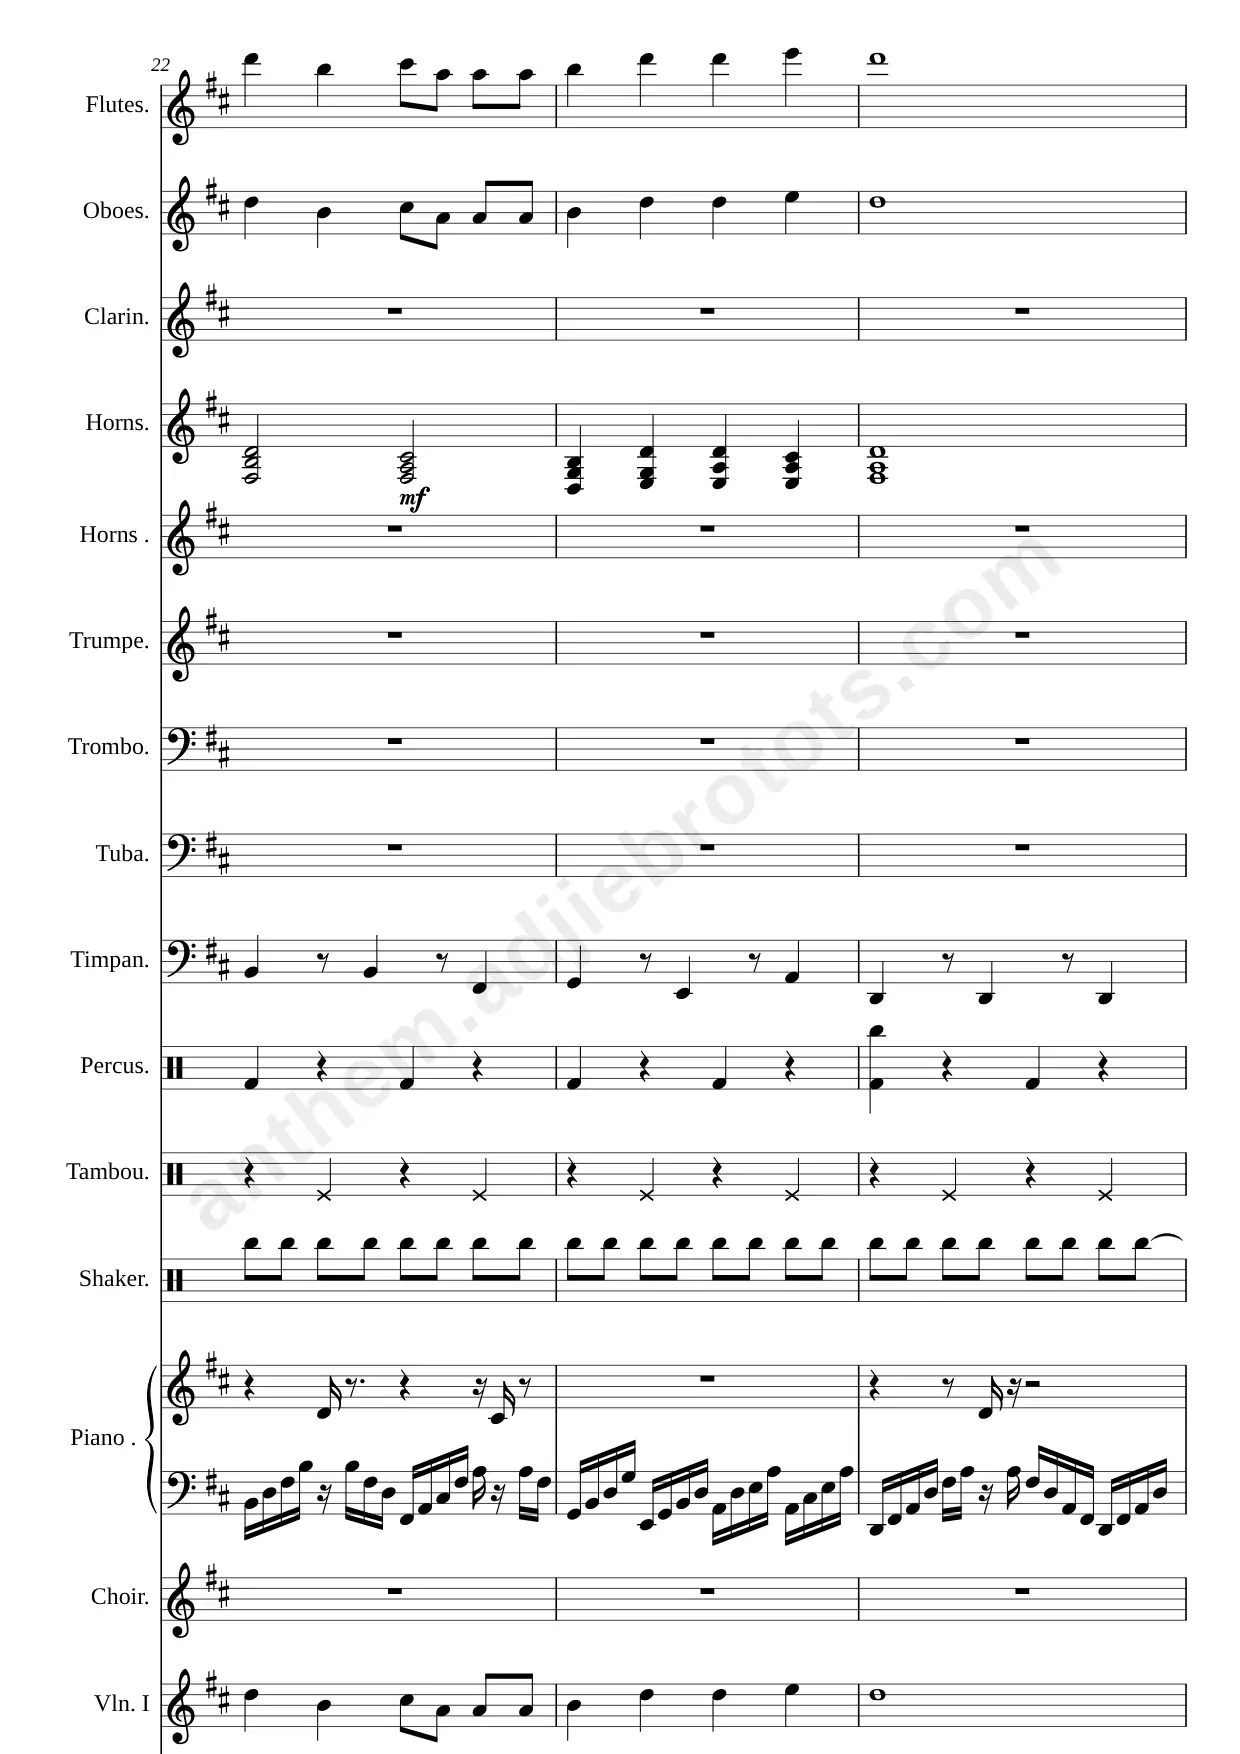 22
Flutes.
Oboes.
Clarin.
Horns.
mf
Horns .
Trumpe.
Trombo.
Tuba.
Timpan.
Percus.
Tambou.
Shaker.
Piano .
Choir.
Vln. I
anthem.adjiebrotots.com